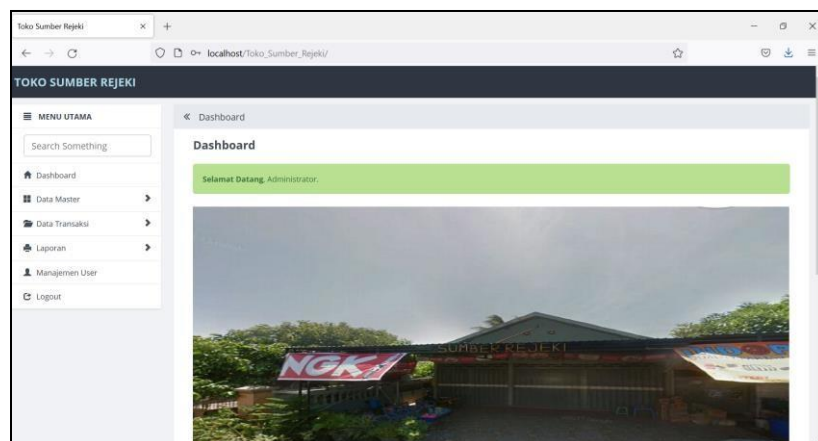 Toko Sumber Rejeki
localhost/Toko_Sumber_Rejeki/
TOKO SUMBER REJEKI
MENU UTAMA
Search Something
Dashboard
Data Master
Data Transaksi
Laporan
Manajemen User
Logout
Dashboard
Dashboard
Selamat Datang, Administrator.
SUMBER REJEKI
NGK